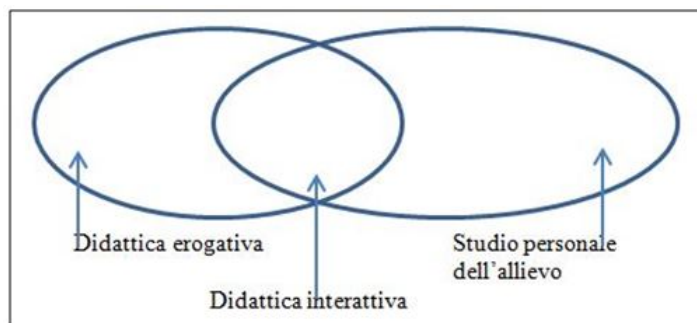 Didattica erogativa
Studio personale
dell'allievo
Didattica interattiva